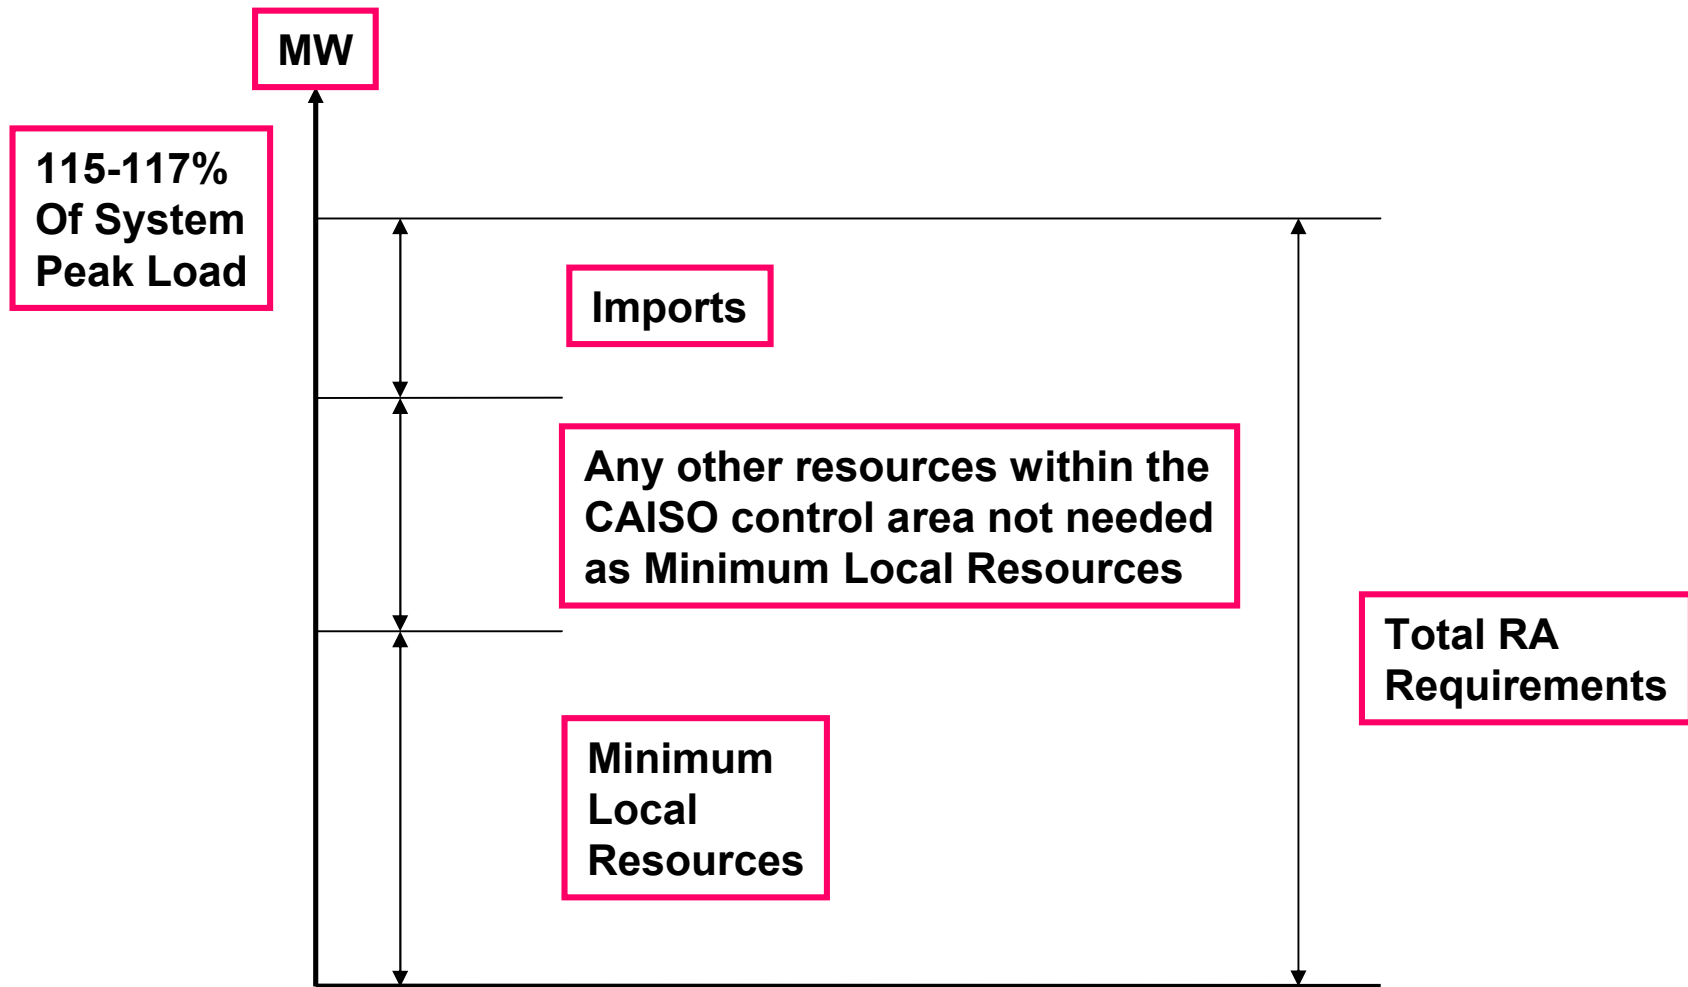 MW
115-117%
Of System
Peak Load
Imports
Any other resources within the
CAISO control area not needed
as Minimum Local Resources
Total RA
Requirements
Minimum
Local
Resources